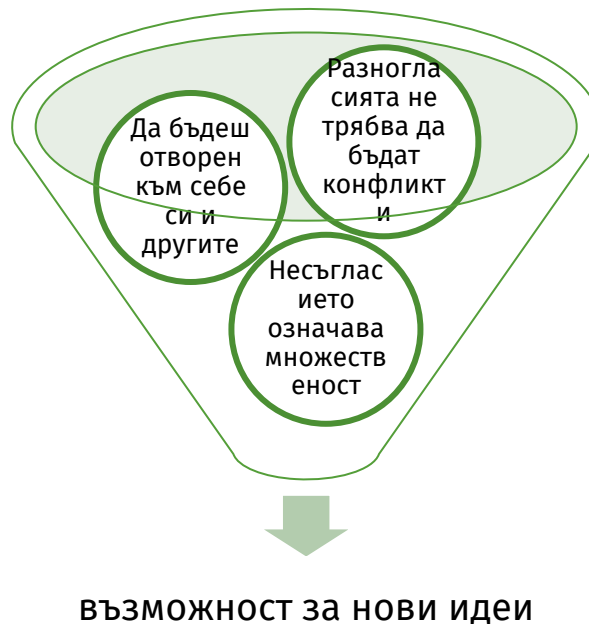 Да бъдеш
отворен
към себе
си и
другите
Разногла
сията не
трябва да
бъдат
конфликт
и
Несъглас
ието
означава
множеств
еност
възможност за нови идеи